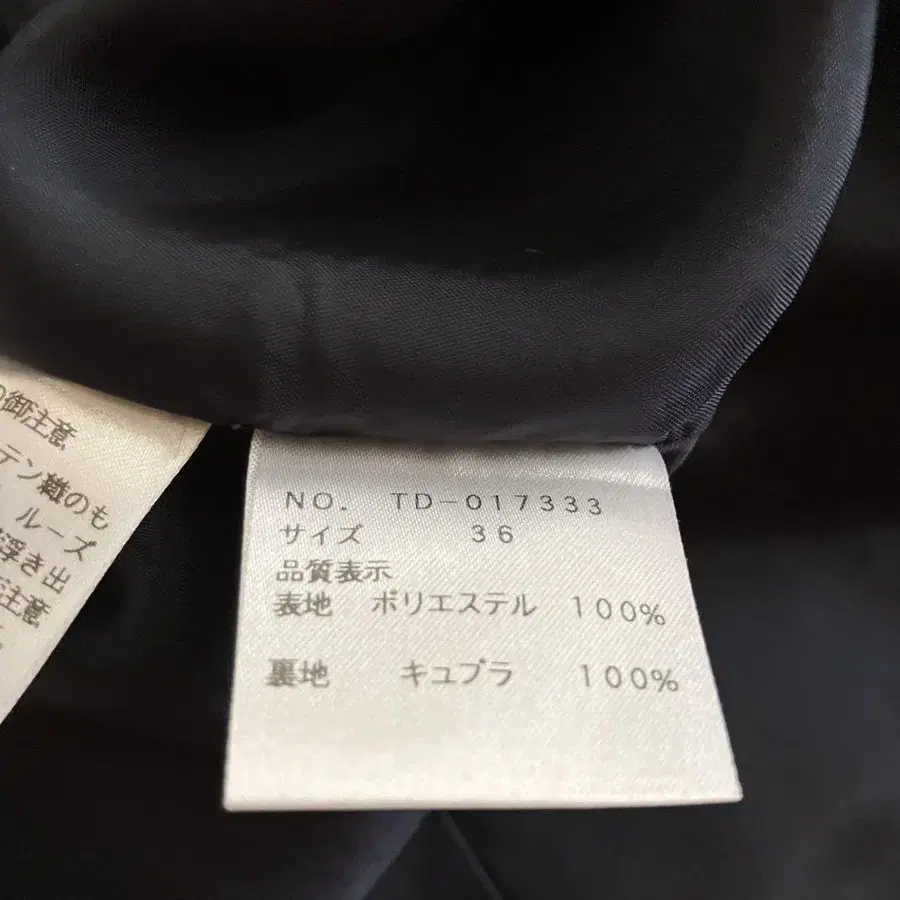 御注意
テン織のも
ルーズ
浮き出
注意
NO. TD-017333
サイズ 36
品質表示
表地 ポリエステル 100%
裏地 キュプラ 100%